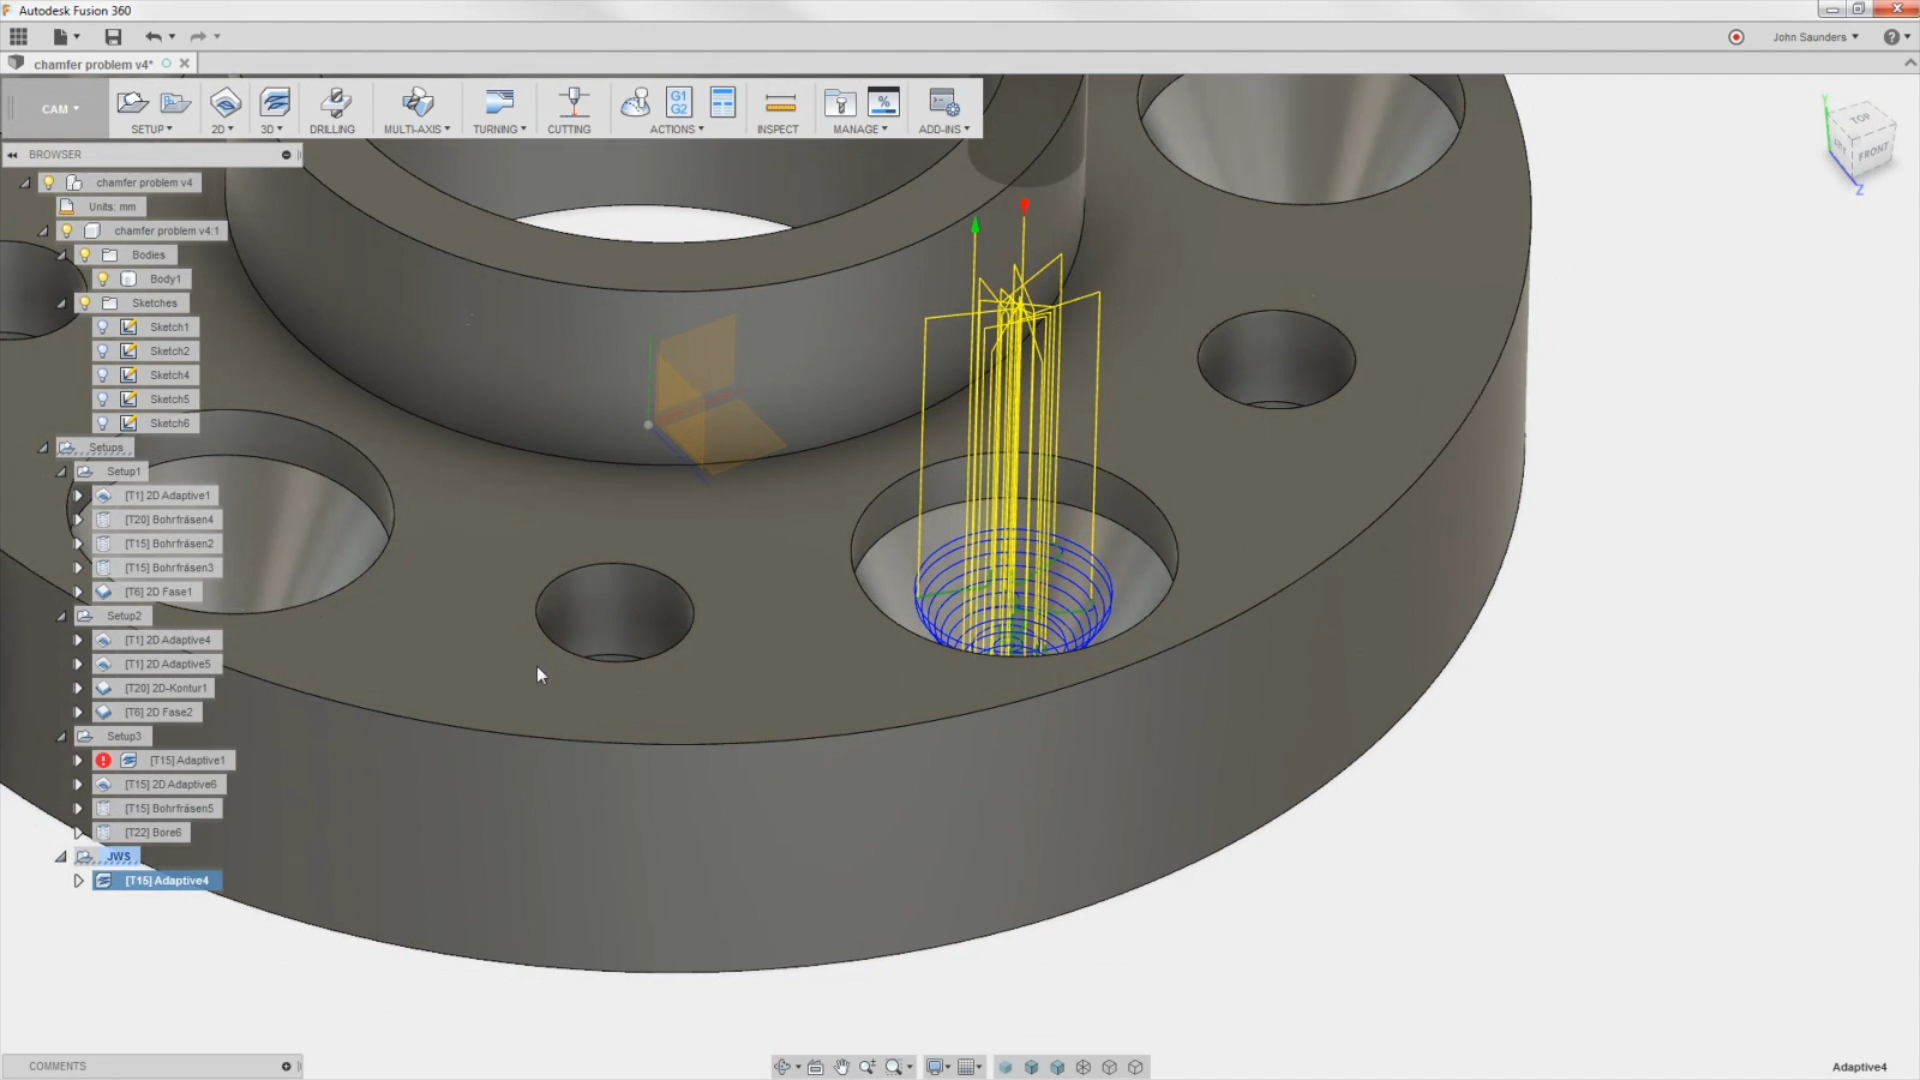 Autodesk Fusion 360
John Saunders
chamfer problem v4*
CAM
SETUP
2D
3D
DRILLING
MULTI-AXIS
TURNING
CUTTING
G1
G2
ACTIONS
INSPECT
%
MANAGE
ADD-INS
BROWSER
chamfer problem v4
Units: mm
chamfer problem v4:1
Bodies
Body1
Sketches
Sketch1
Sketch2
Sketch4
Sketch5
Sketch6
Setups
Setup1
[T1] 2D Adaptive1
[T20] Bohrfräsen4
[T15] Bohrfräsen2
[T15] Bohrfräsen3
[T6] 2D Fase1
Setup2
[T1] 2D Adaptive4
[T1] 2D Adaptive5
[T20] 2D-Kontur1
[T6] 2D Fase2
Setup3
[T15] Adaptive1
[T15] 2D Adaptive6
[T15] Bohrfräsen5
[T22] Bore6
JWS
[T15] Adaptive4
Y
TOP
FRONT
Z
COMMENTS
Adaptive4